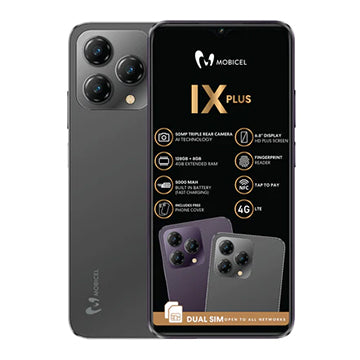 MOBICEL
IX PLUS
50MP TRIPLE REAR CAMERA
AI TECHNOLOGY
6.8" DISPLAY
HD PLUS SCREEN
128GB + 8GB
4GB EXTENDED RAM
FINGERPRINT
READER
5000 MAH
BUILT IN BATTERY
(FAST CHARGING)
NFC
TAP TO PAY
INCLUDES FREE
PHONE COVER
4G
LTE
DUAL SIM OPEN TO ALL NETWORKS
MOBICEL